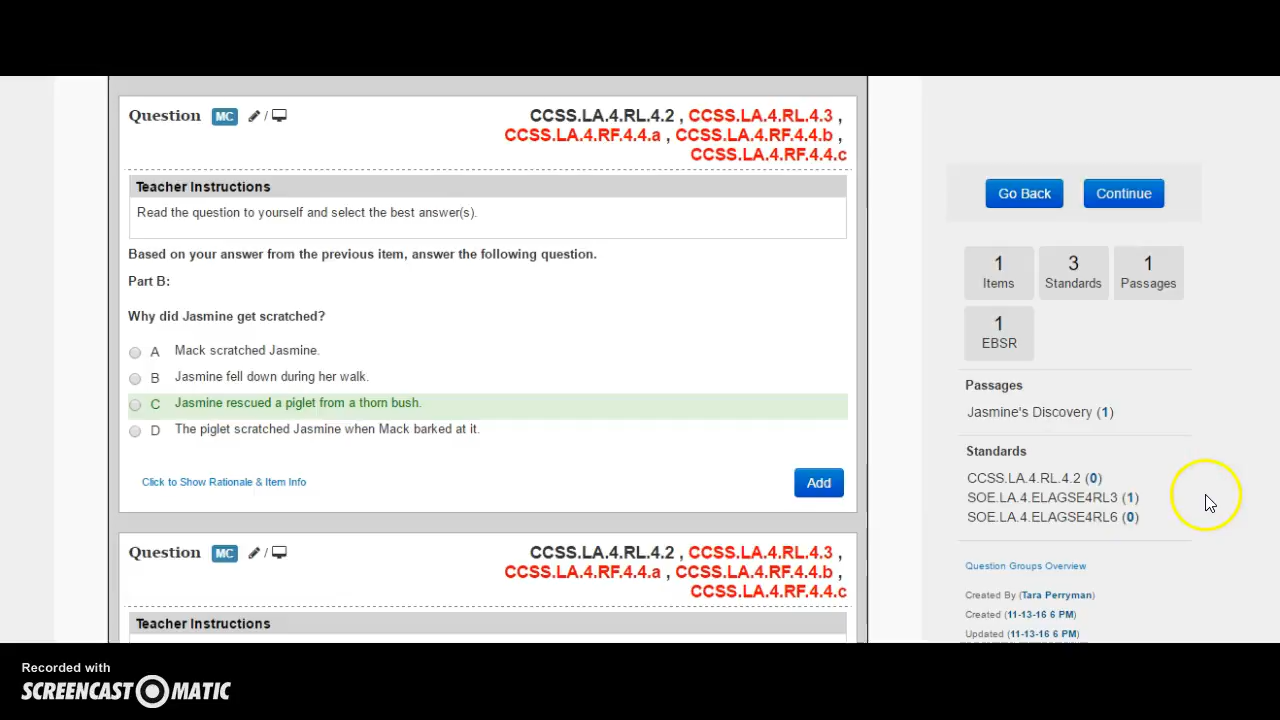 Question MC /
CCSS.LA.4.RL.4.2 , CCSS.LA.4.RL.4.3 ,
CCSS.LA.4.RF.4.4.a , CCSS.LA.4.RF.4.4.b ,
CCSS.LA.4.RF.4.4.c
Teacher Instructions
Read the question to yourself and select the best answer(s).
Based on your answer from the previous item, answer the following question.
Part B:
Why did Jasmine get scratched?
A Mack scratched Jasmine.
B Jasmine fell down during her walk.
C Jasmine rescued a piglet from a thorn bush.
D The piglet scratched Jasmine when Mack barked at it.
Click to Show Rationale & Item Info
Add
Question MC /
CCSS.LA.4.RL.4.2 , CCSS.LA.4.RL.4.3 ,
CCSS.LA.4.RF.4.4.a , CCSS.LA.4.RF.4.4.b ,
CCSS.LA.4.RF.4.4.c
Teacher Instructions
Go Back Continue
1 3 1
Items Standards Passages
1
EBSR
Passages
Jasmine's Discovery (1)
Standards
CCSS.LA.4.RL.4.2 (0)
SOE.LA.4.ELAGSE4RL3 (1)
SOE.LA.4.ELAGSE4RL6 (0)
Question Groups Overview
Created By (Tara Perryman)
Created (11-13-16 6 PM)
Updated (11-13-16 6 PM)
Recorded with
SCREENCAST-O-MATIC